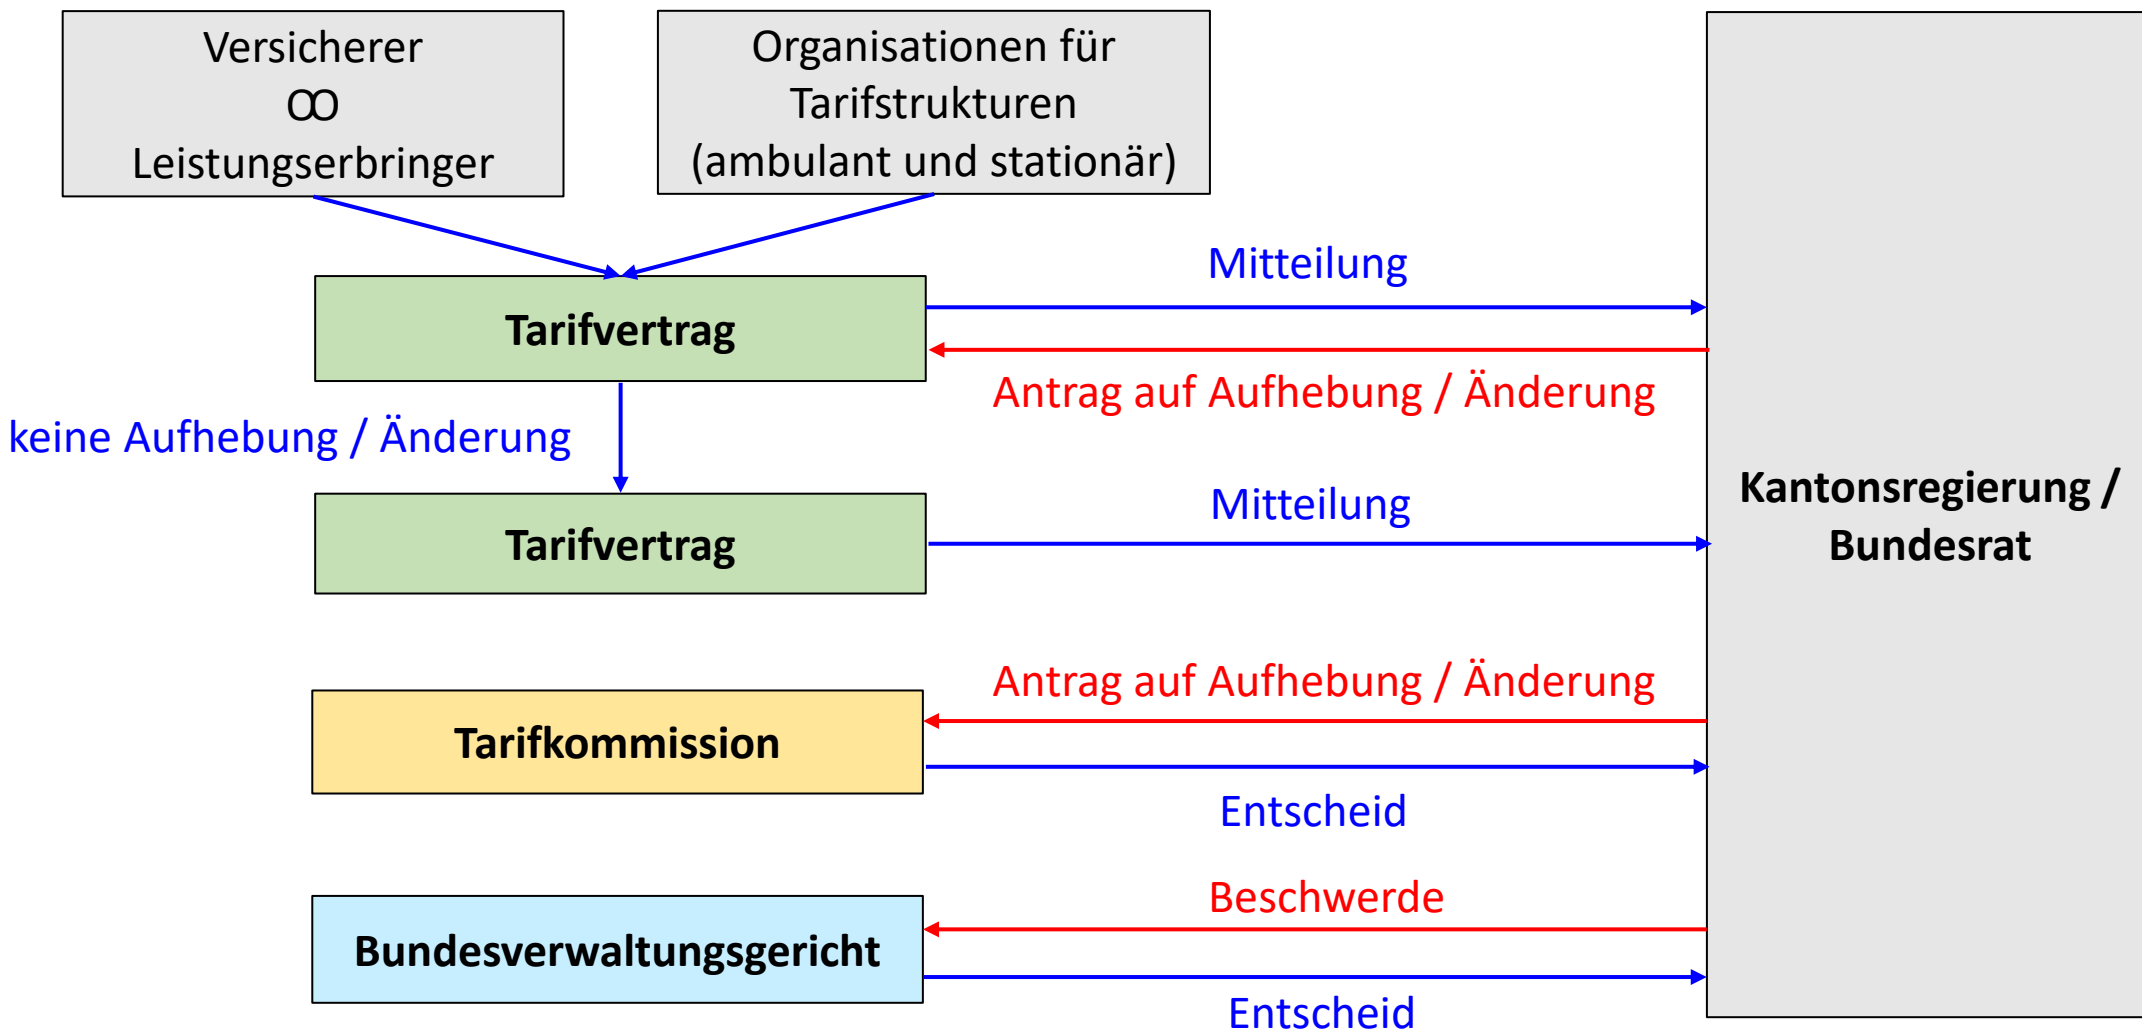 Versicherer
Ꝏ
Leistungserbringer
Organisationen für
Tarifstrukturen
(ambulant und stationär)
Mitteilung
Tarifvertrag
Antrag auf Aufhebung / Änderung
keine Aufhebung / Änderung
Mitteilung
Tarifvertrag
Kantonsregierung /
Bundesrat
Antrag auf Aufhebung / Änderung
Tarifkommission
Entscheid
Beschwerde
Bundesverwaltungsgericht
Entscheid